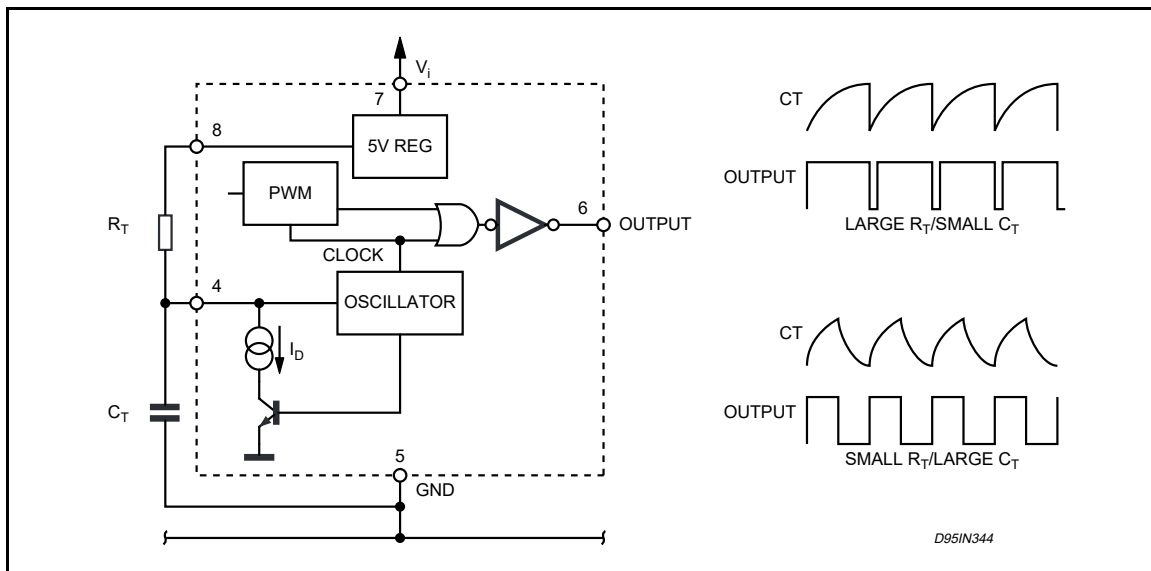 Vi
7
8
5V REG
PWM
6
OUTPUT
RT
CLOCK
4
OSCILLATOR
ID
CT
5
GND
CT
OUTPUT
LARGE RT/SMALL CT
CT
OUTPUT
SMALL RT/LARGE CT
D95IN344